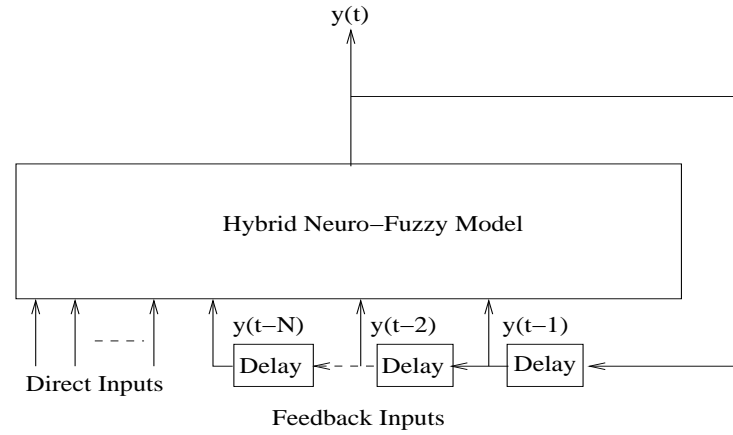 y(t)
Hybrid Neuro−Fuzzy Model
y(t−N) y(t−2) y(t−1)
Delay Delay Delay
Direct Inputs
Feedback Inputs